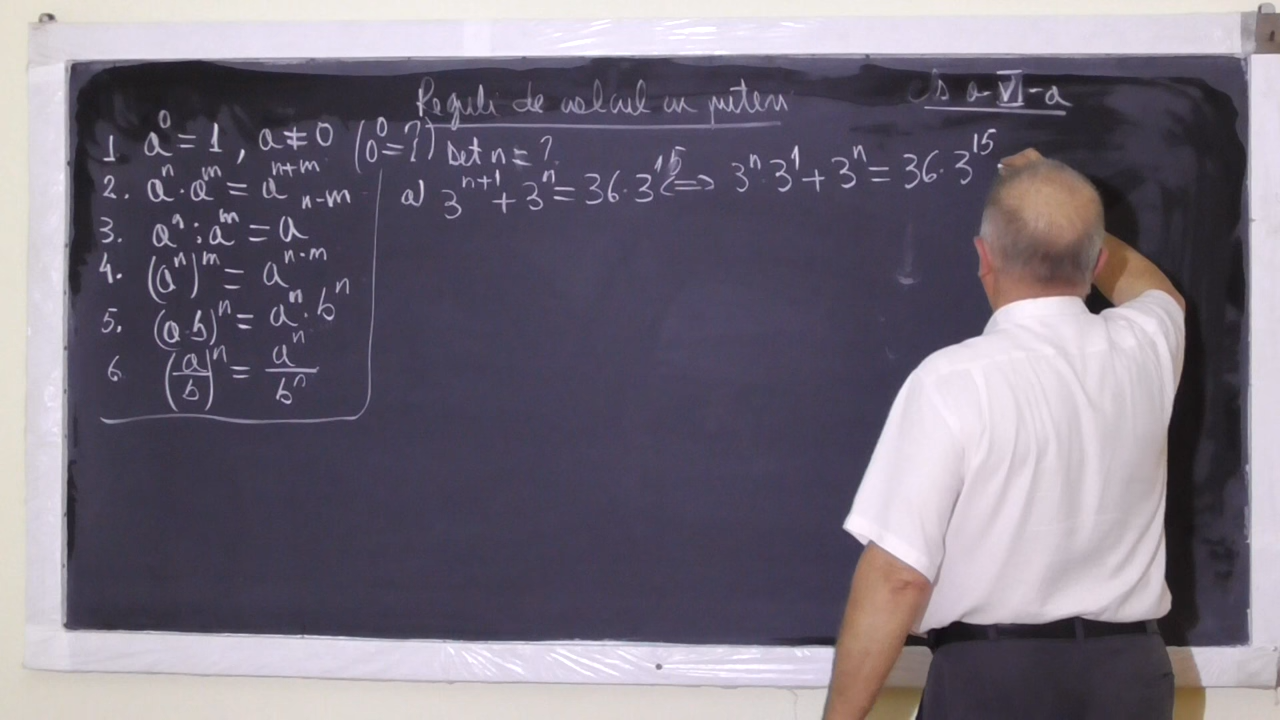 Reguli de calcul cu puteri
cls a-VI-a
1. a⁰ = 1, a ≠ 0 (0⁰ = ?)
2. aⁿ · aᵐ = aⁿ⁺ᵐ
3. aⁿ : aᵐ = aⁿ⁻ᵐ
4. (aⁿ)ᵐ = aⁿ·ᵐ
5. (a·b)ⁿ = aⁿ · bⁿ
6. (a/b)ⁿ = aⁿ/bⁿ
Det n = ?
a) 3ⁿ⁺¹ + 3ⁿ = 36 · 3¹⁵ <=> 3ⁿ · 3¹ + 3ⁿ = 36 · 3¹⁵